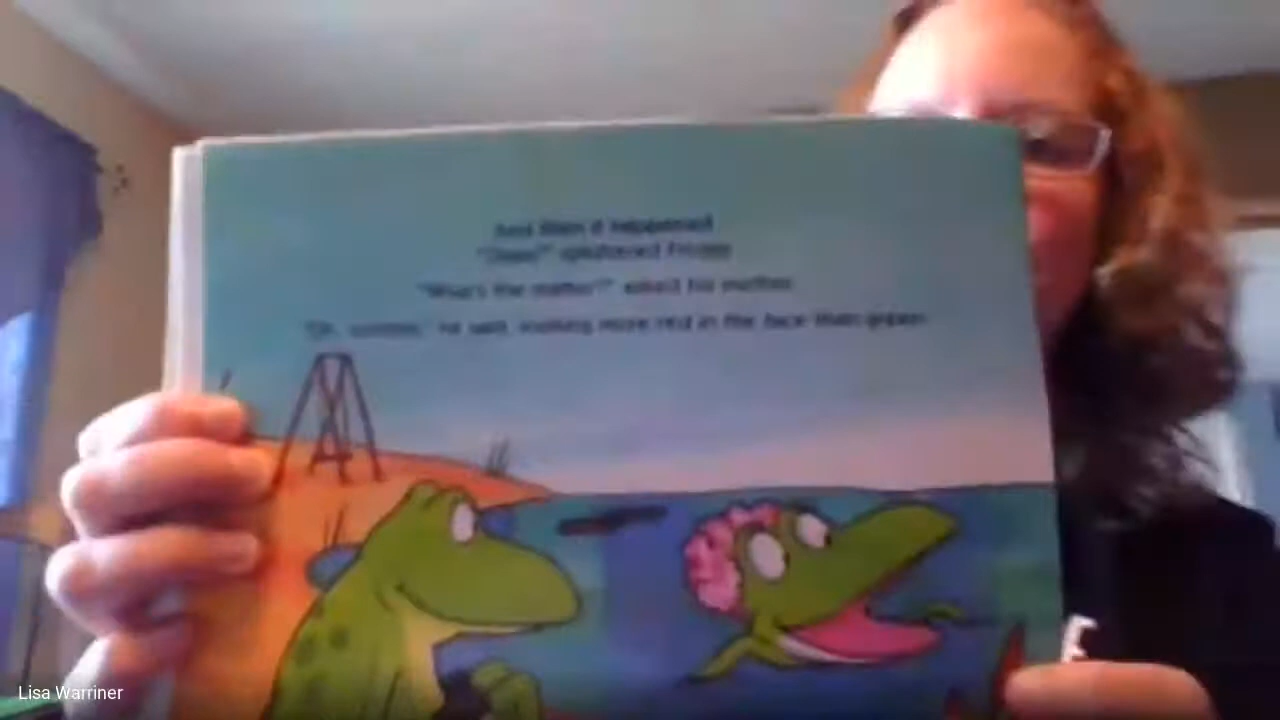 And then it happened.
"Oops!" spluttered Froggy.
"What's the matter?" asked his mother.
"Oh, nothing," he said, looking more red in the face than green.
Lisa Warriner